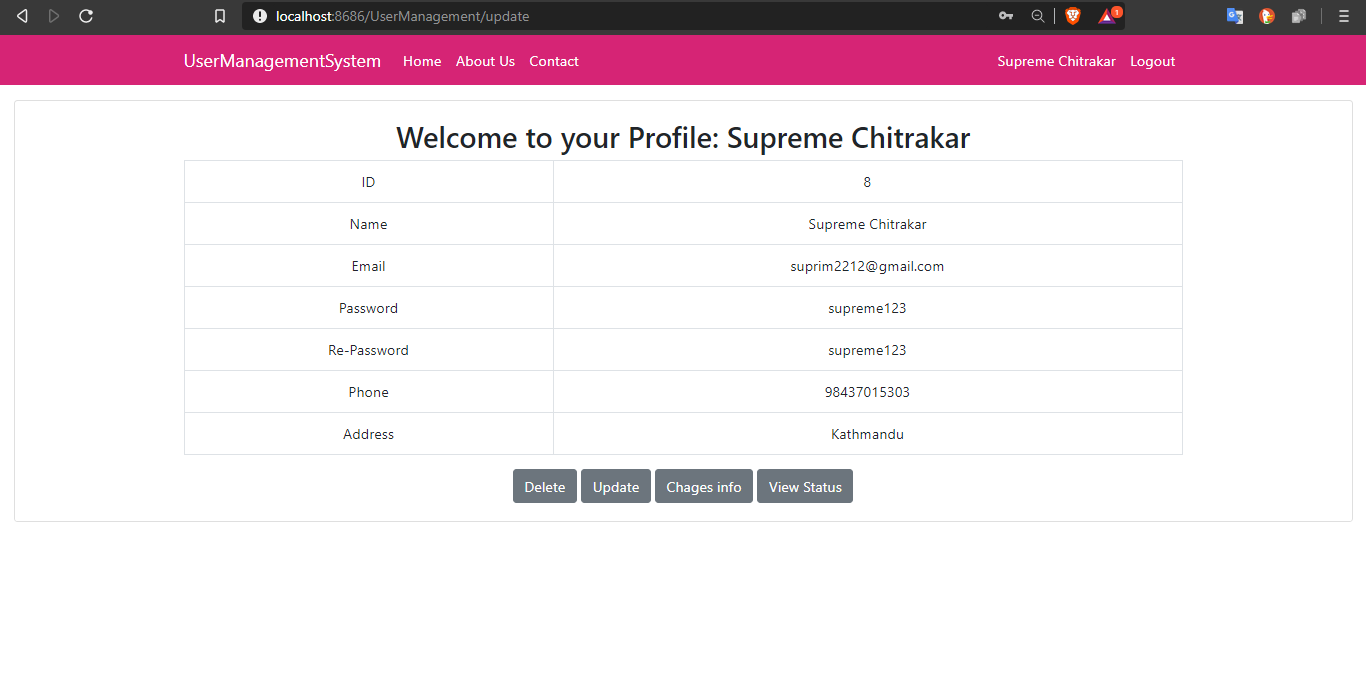 localhost:8686/UserManagement/update
1
UserManagementSystem Home About Us Contact Supreme Chitrakar Logout
Welcome to your Profile: Supreme Chitrakar
ID 8
Name Supreme Chitrakar
Email suprim2212@gmail.com
Password supreme123
Re-Password supreme123
Phone 98437015303
Address Kathmandu
Delete Update Chages info View Status